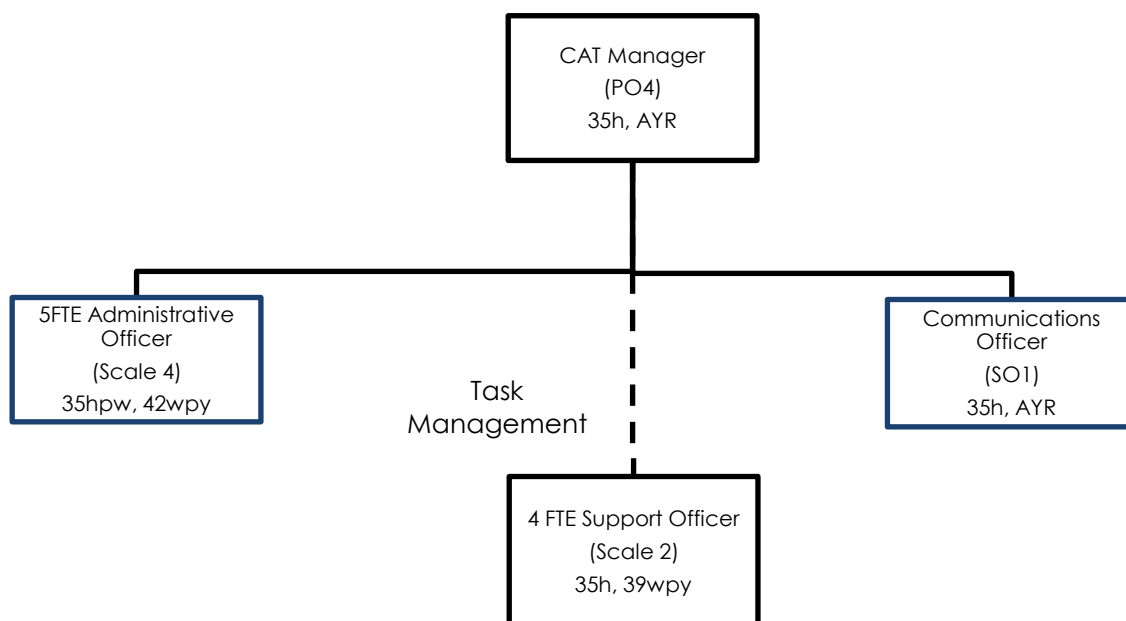 CAT Manager
(PO4)
35h, AYR
5FTE Administrative
Officer
(Scale 4)
35hpw, 42wpy
Communications
Officer
(SO1)
35h, AYR
Task
Management
4 FTE Support Officer
(Scale 2)
35h, 39wpy